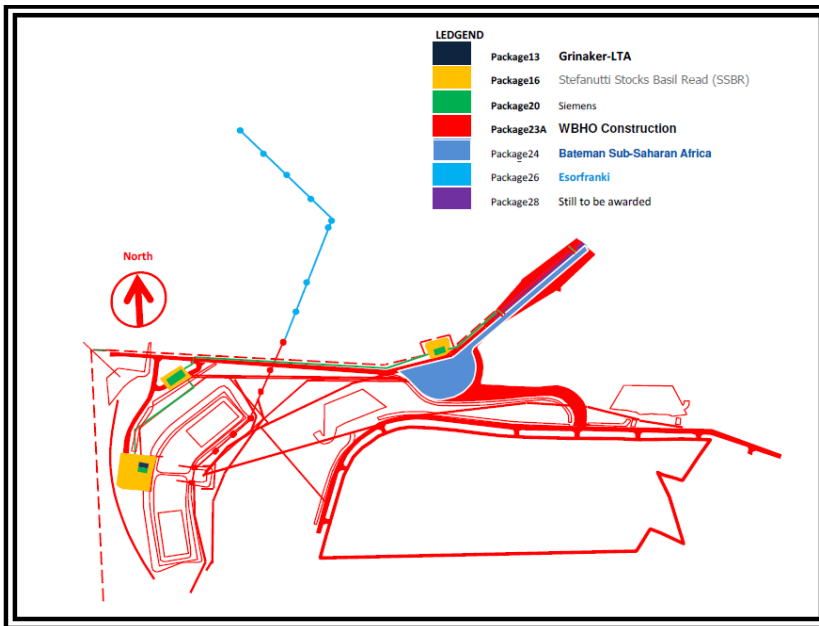 LEDGEND
Package13 Grinaker-LTA
Package16 Stefanutti Stocks Basil Read (SSBR)
Package20 Siemens
Package23A WBHO Construction
Package24 Bateman Sub-Saharan Africa
Package26 Esorfranki
Package28 Still to be awarded
North